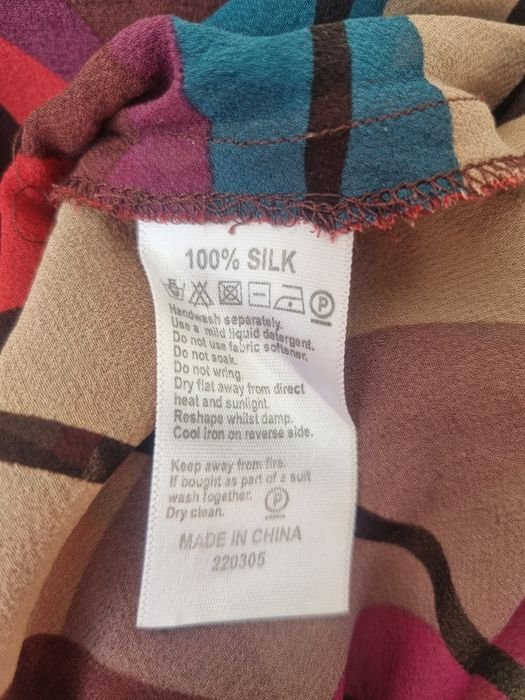 100% SILK
P
Handwash separately.
Use a mild liquid detergent.
Do not use fabric softener.
Do not soak.
Do not wring.
Dry flat away from direct
heat and sunlight.
Reshape whilst damp.
Cool iron on reverse side.
Keep away from fire.
If bought as part of a suit
wash together. P
Dry clean.
MADE IN CHINA
220305